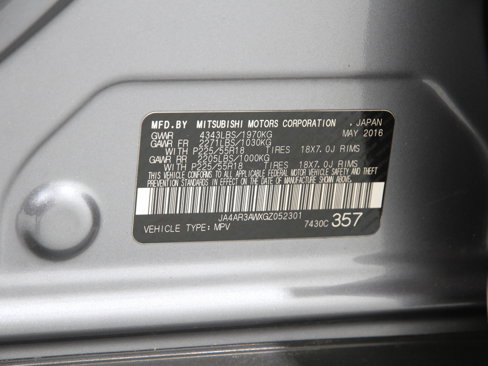 MFD.BY MITSUBISHI MOTORS CORPORATION , JAPAN
GVWR 4343LBS/1970KG MAY 2016
GAWR FR 2271LBS/1030KG
WITH P225/55R18 TIRES 18X7.0J RIMS
GAWR RR 2205LBS/1000KG
WITH P225/55R18 TIRES 18X7.0J RIMS
THIS VEHICLE CONFORMS TO ALL APPLICABLE FEDERAL MOTOR VEHICLE SAFETY, BUMPER, AND THEFT
PREVENTION STANDARDS IN EFFECT ON THE DATE OF MANUFACTURE SHOWN ABOVE.
JA4AR3AWXGZ052301
VEHICLE TYPE: MPV 7430C 357